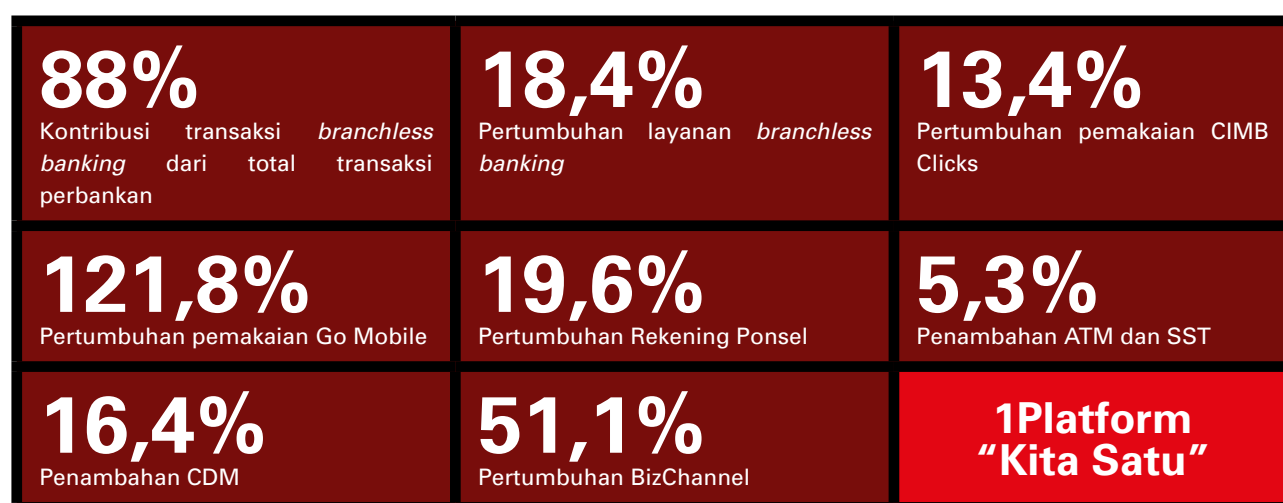 88%
Kontribusi transaksi branchless
banking dari total transaksi
perbankan
18,4%
Pertumbuhan layanan branchless
banking
13,4%
Pertumbuhan pemakaian CIMB
Clicks
121,8%
Pertumbuhan pemakaian Go Mobile
19,6%
Pertumbuhan Rekening Ponsel
5,3%
Penambahan ATM dan SST
16,4%
Penambahan CDM
51,1%
Pertumbuhan BizChannel
1Platform
“Kita Satu”